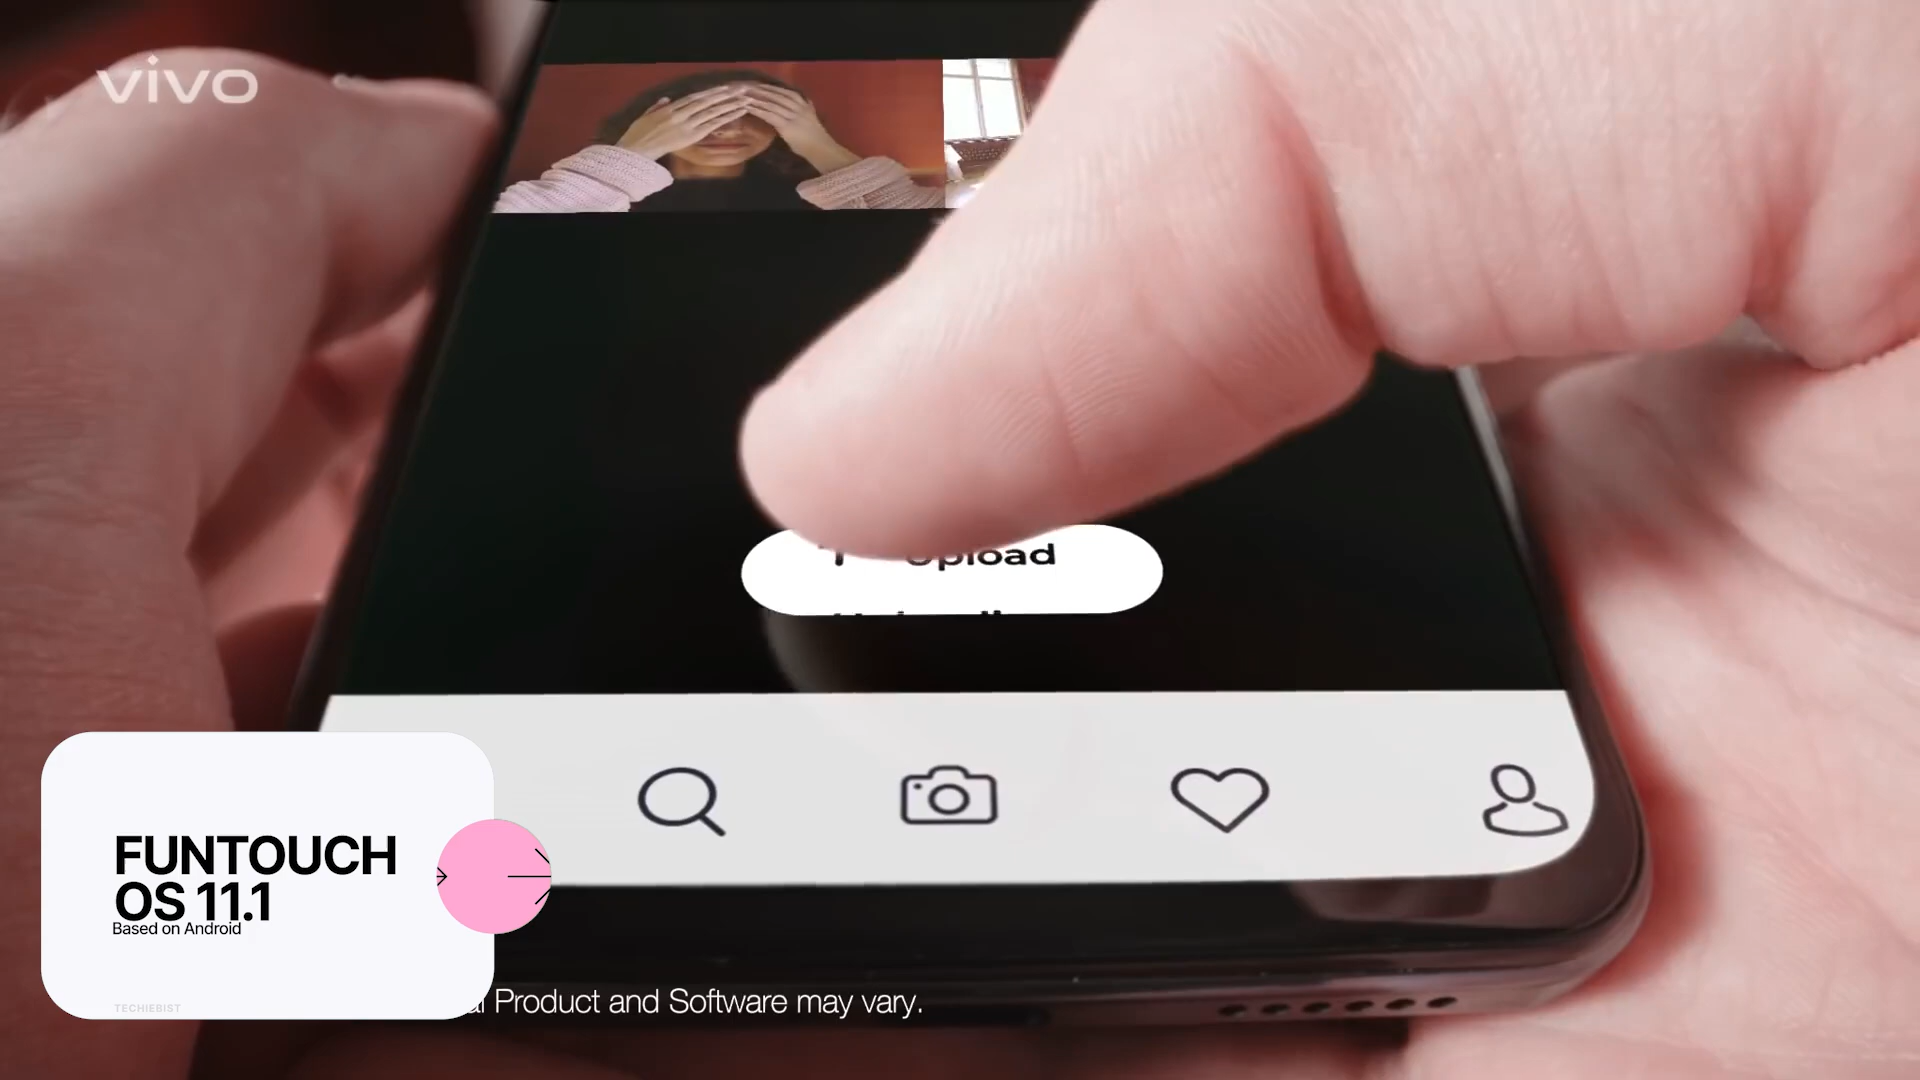 vivo
Upload
FUNTOUCH
OS 11.1
Based on Android
TECHIEBIST
Product and Software may vary.